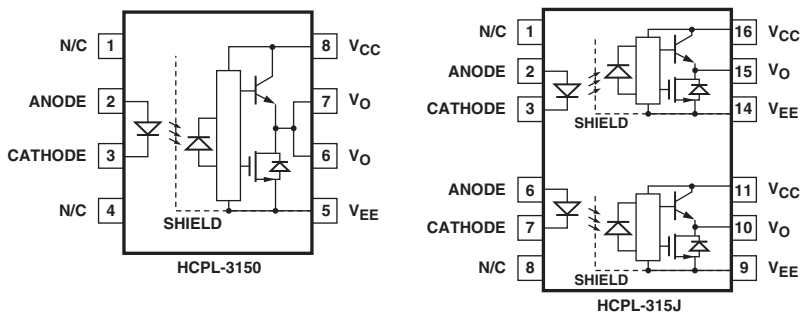 N/C 1
ANODE 2
CATHODE 3
N/C 4
8 VCC
7 VO
6 VO
5 VEE
SHIELD
HCPL-3150
N/C 1
ANODE 2
CATHODE 3
16 VCC
15 VO
14 VEE
SHIELD
ANODE 6
CATHODE 7
N/C 8
11 VCC
10 VO
9 VEE
SHIELD
HCPL-315J